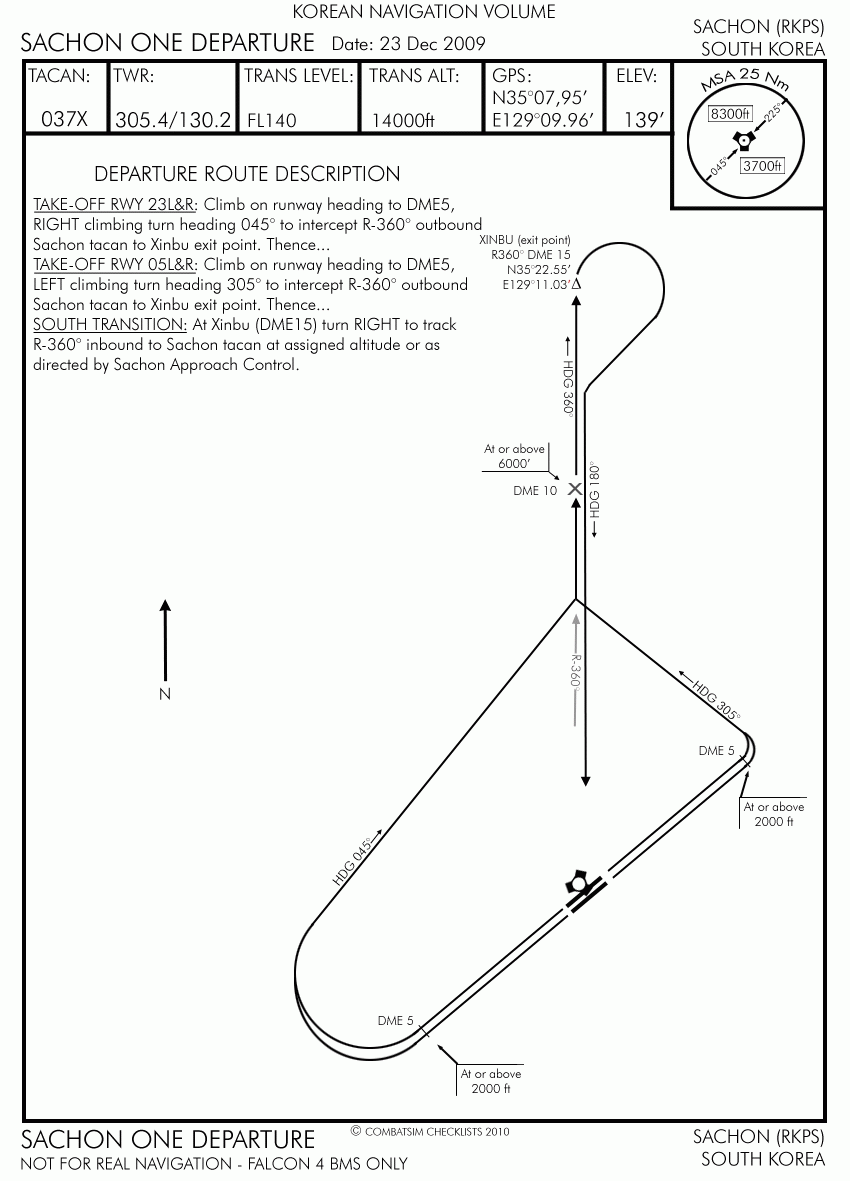 KOREAN NAVIGATION VOLUME
SACHON ONE DEPARTURE Date: 23 Dec 2009
SACHON (RKPS)
SOUTH KOREA
TACAN:
037X
TWR:
305.4/130.2
TRANS LEVEL:
FL140
TRANS ALT:
14000ft
GPS:
N35°07,95'
E129°09.96'
ELEV:
139'
MSA 25 Nm
8300ft
225°
045°
3700ft
DEPARTURE ROUTE DESCRIPTION
TAKE-OFF RWY 23L&R: Climb on runway heading to DME5,
RIGHT climbing turn heading 045° to intercept R-360° outbound
Sachon tacan to Xinbu exit point. Thence...
TAKE-OFF RWY 05L&R: Climb on runway heading to DME5,
LEFT climbing turn heading 305° to intercept R-360° outbound
Sachon tacan to Xinbu exit point. Thence...
SOUTH TRANSITION: At Xinbu (DME15) turn RIGHT to track
R-360° inbound to Sachon tacan at assigned altitude or as
directed by Sachon Approach Control.
XINBU (exit point)
R360° DME 15
N35°22.55'
E129°11.03'
HDG 360°
At or above
6000'
DME 10
HDG 180°
N
R-360°
HDG 305°
DME 5
At or above
2000 ft
HDG 045°
DME 5
At or above
2000 ft
© COMBATSIM CHECKLISTS 2010
SACHON ONE DEPARTURE
NOT FOR REAL NAVIGATION - FALCON 4 BMS ONLY
SACHON (RKPS)
SOUTH KOREA